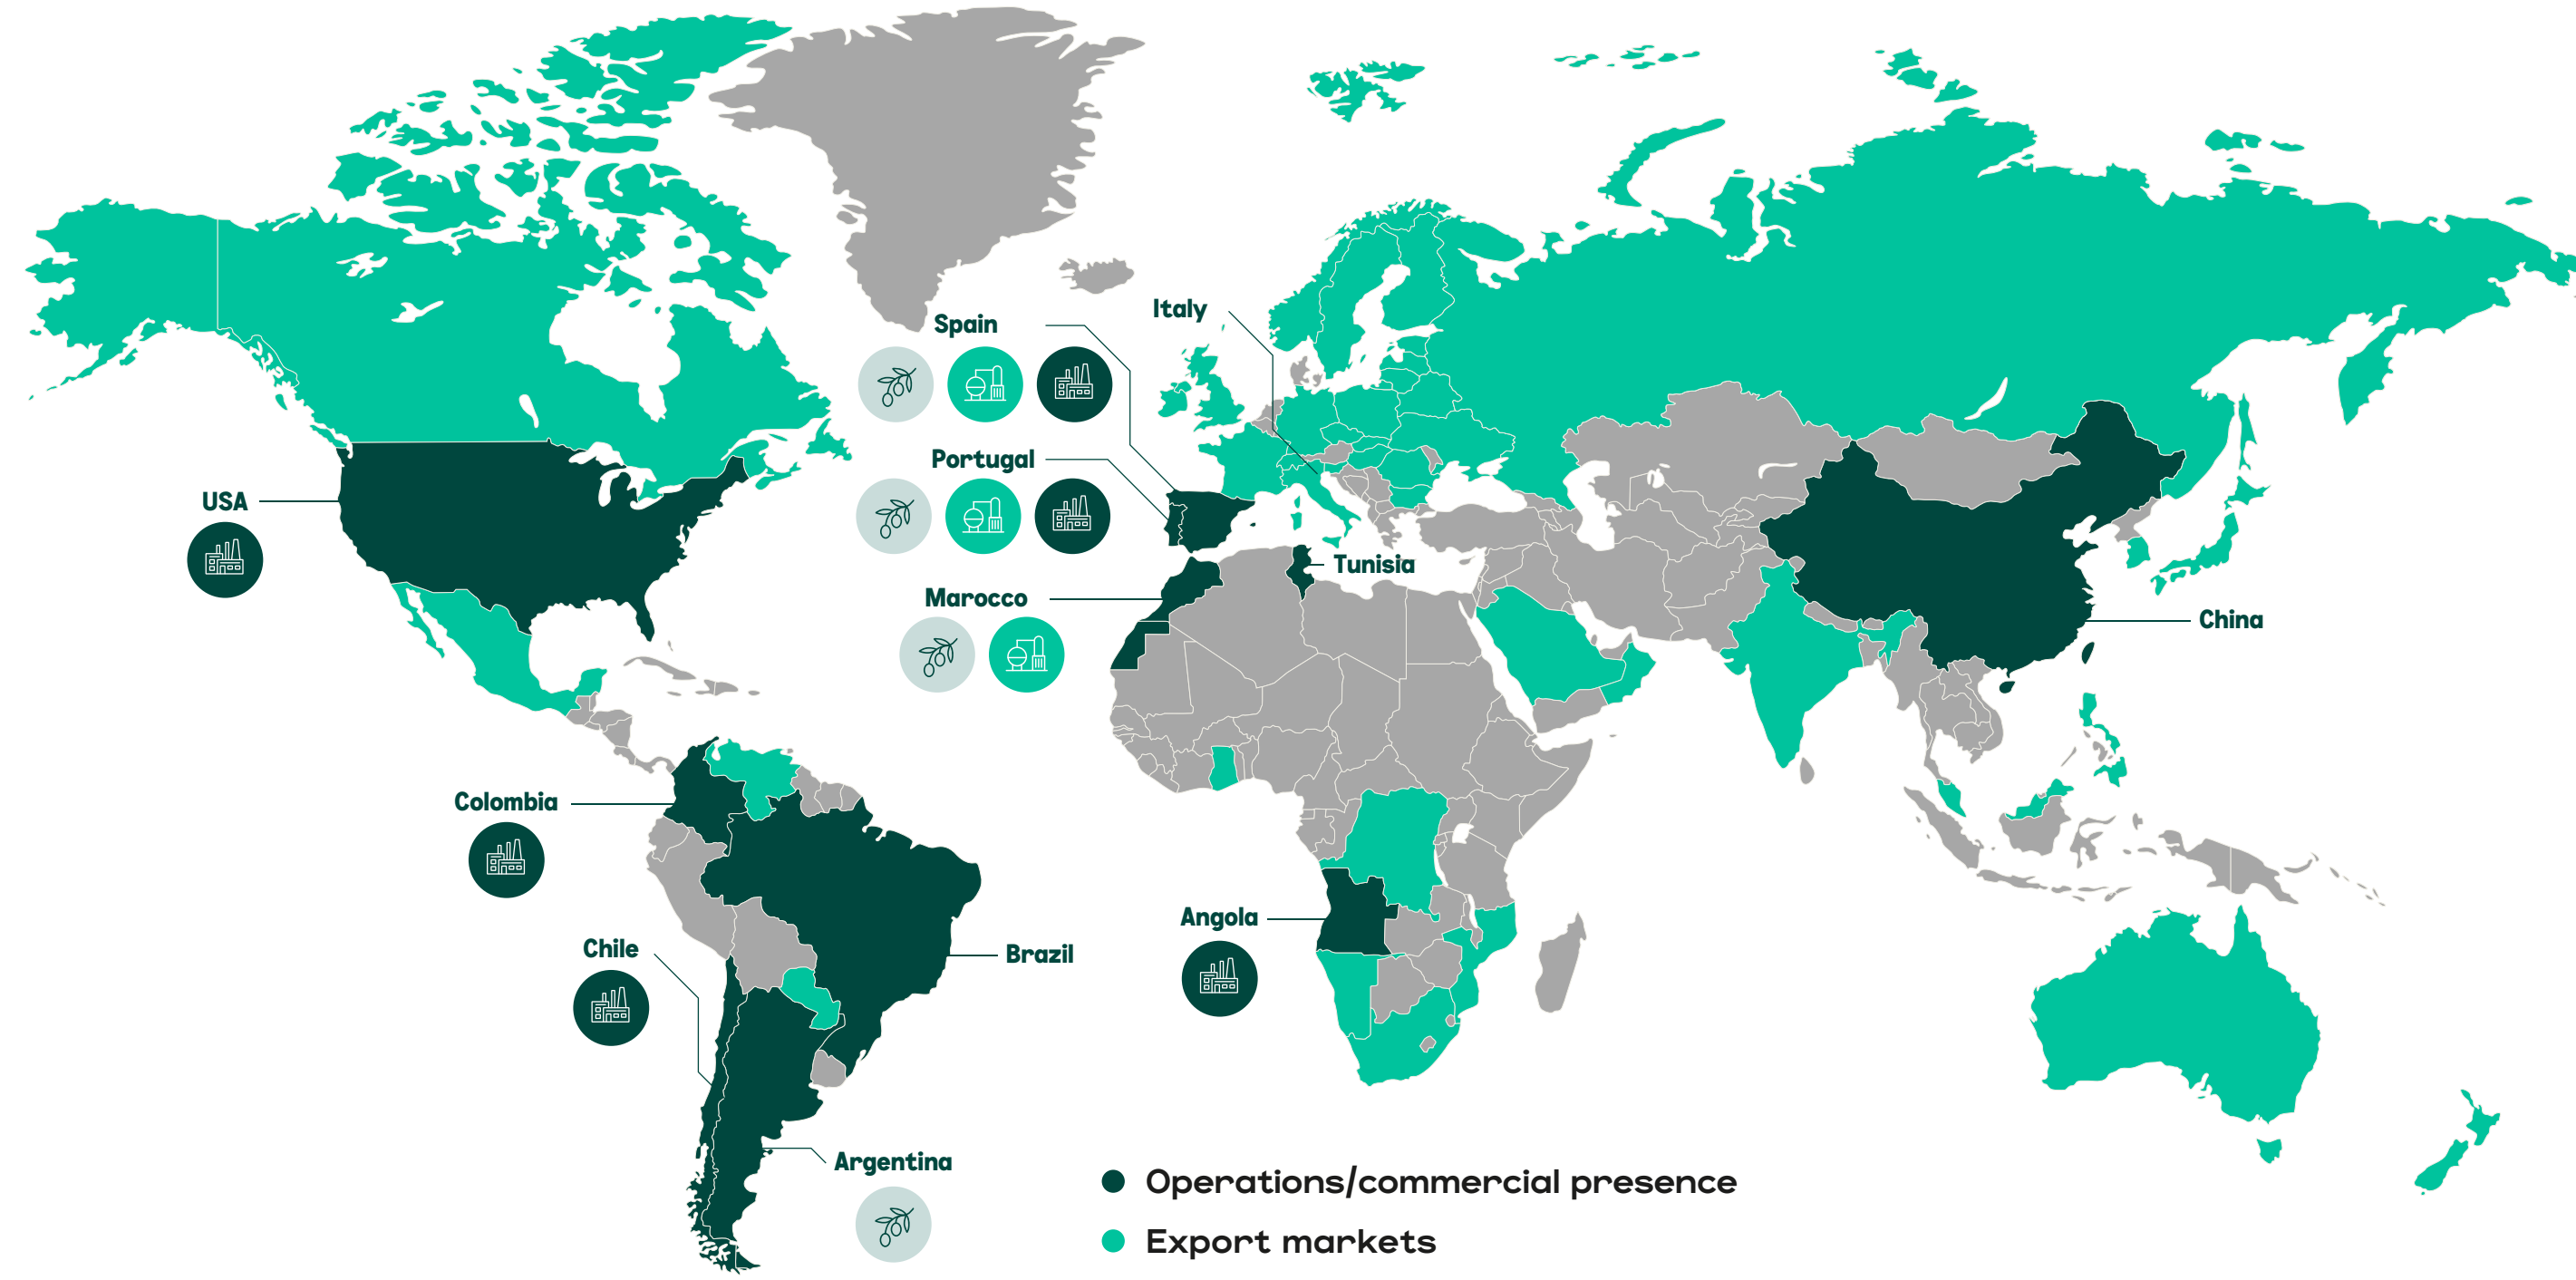 Italy
Spain
Portugal
USA
Tunisia
Marocco
China
Colombia
Angola
Chile
Brazil
Argentina
Operations/commercial presence
Export markets